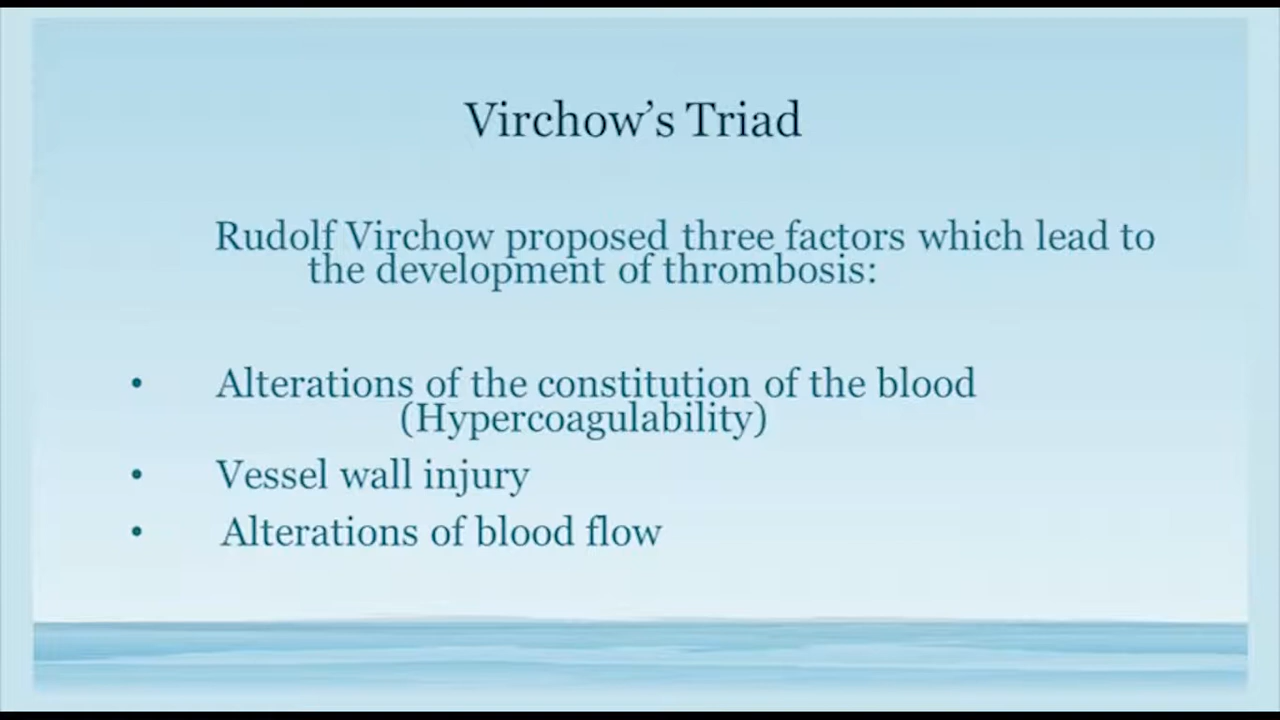 Virchow’s Triad
Rudolf Virchow proposed three factors which lead to
the development of thrombosis:
• Alterations of the constitution of the blood
(Hypercoagulability)
• Vessel wall injury
• Alterations of blood flow